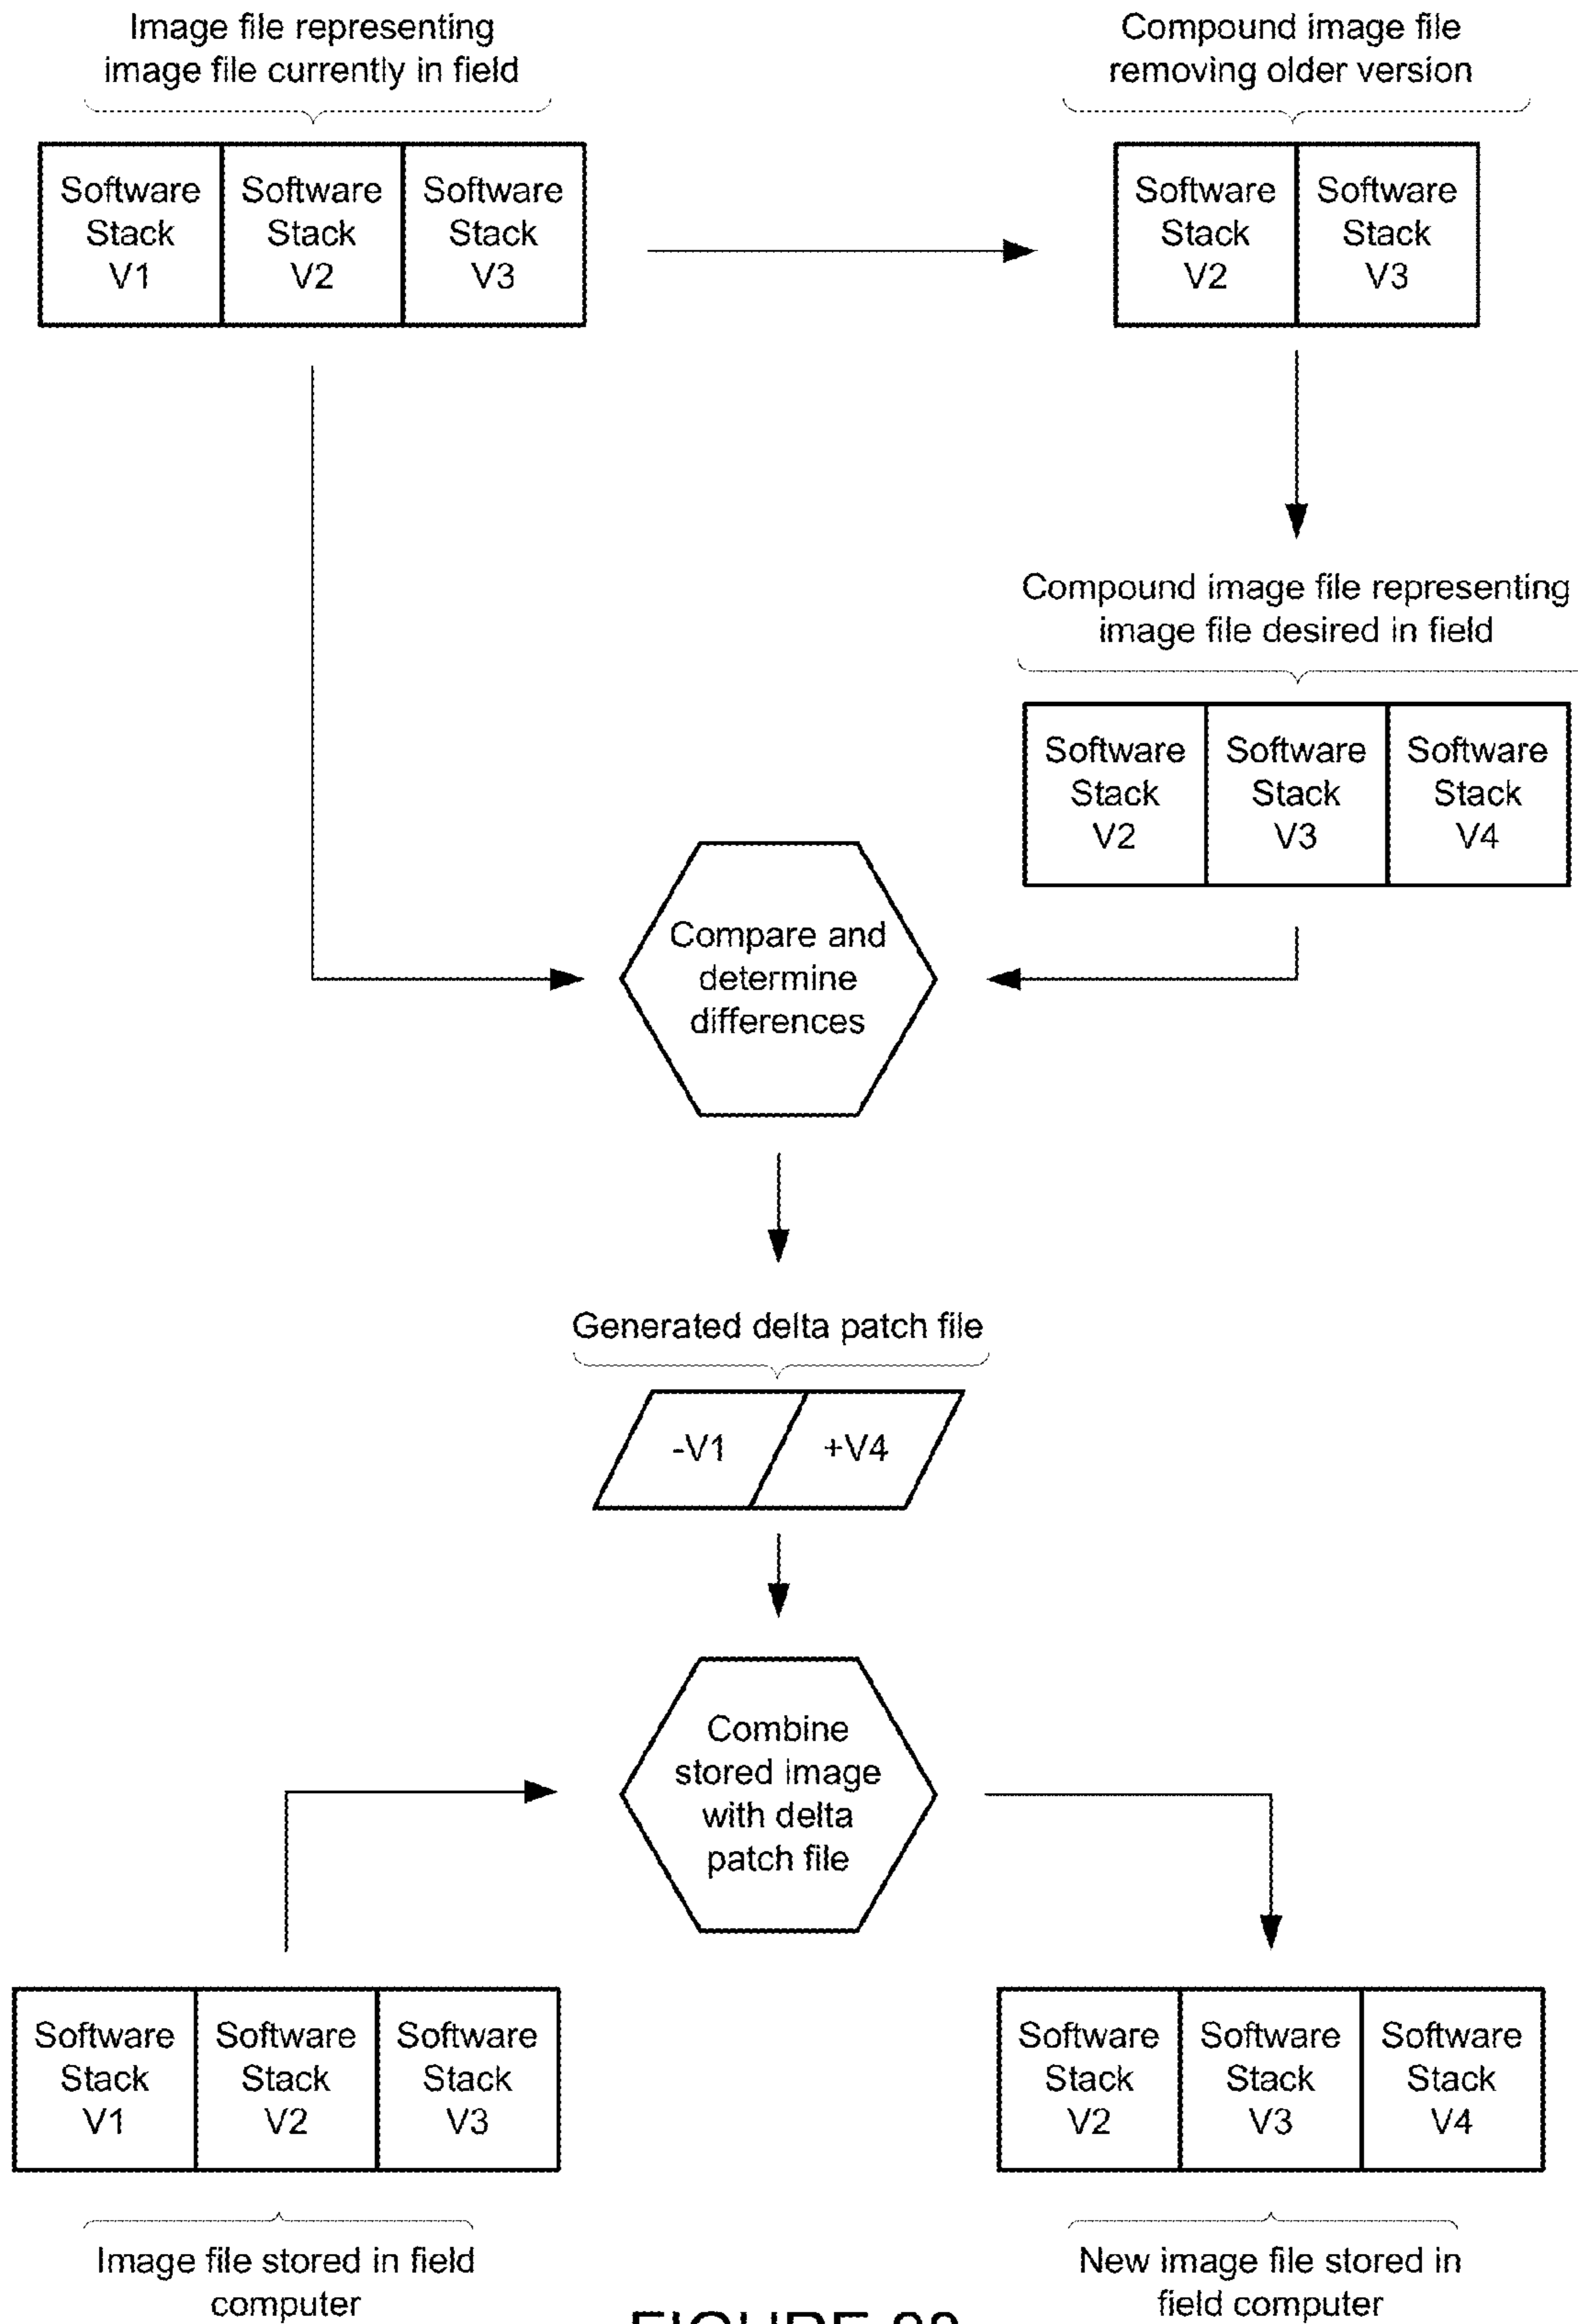 Image file representing
image file currently in field
Compound image file
removing older version
Software
Stack
V1
Software
Stack
V2
Software
Stack
V3
Software
Stack
V2
Software
Stack
V3
Compound image file representing
image file desired in field
Software
Stack
V2
Software
Stack
V3
Software
Stack
V4
Compare and
determine
differences
Generated delta patch file
-V1
+V4
Combine
stored image
with delta
patch file
Software
Stack
V1
Software
Stack
V2
Software
Stack
V3
Software
Stack
V2
Software
Stack
V3
Software
Stack
V4
Image file stored in field
computer
New image file stored in
field computer
FIGURE